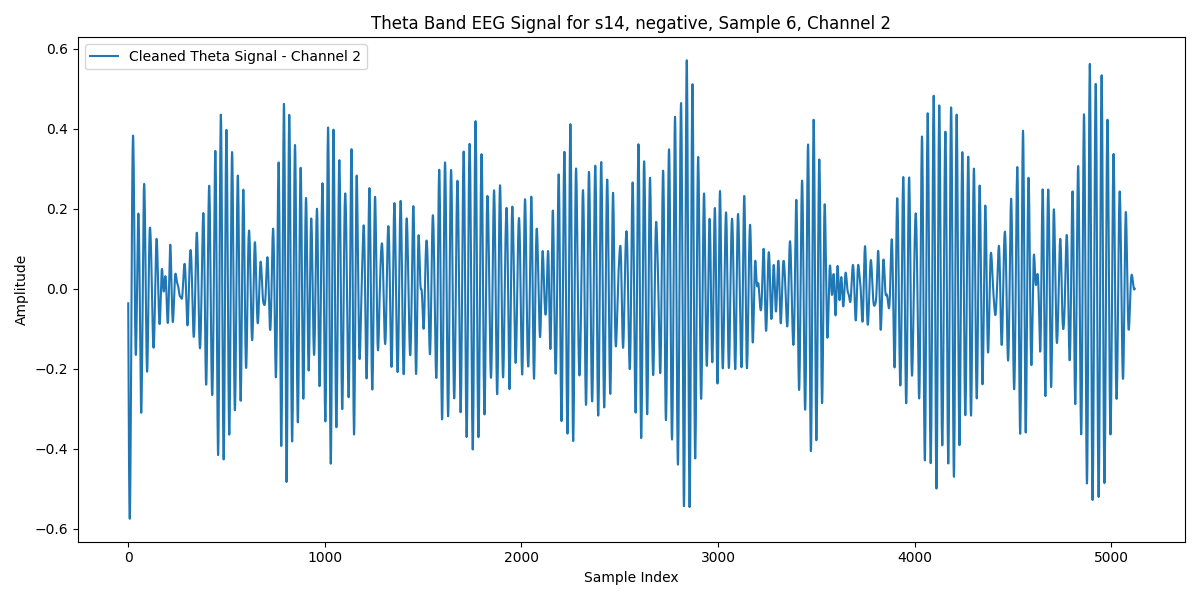 Theta Band EEG Signal for s14, negative, Sample 6, Channel 2
Cleaned Theta Signal - Channel 2
0.6
0.4
0.2
0.0
−0.2
−0.4
−0.6
Amplitude
0 1000 2000 3000 4000 5000
Sample Index